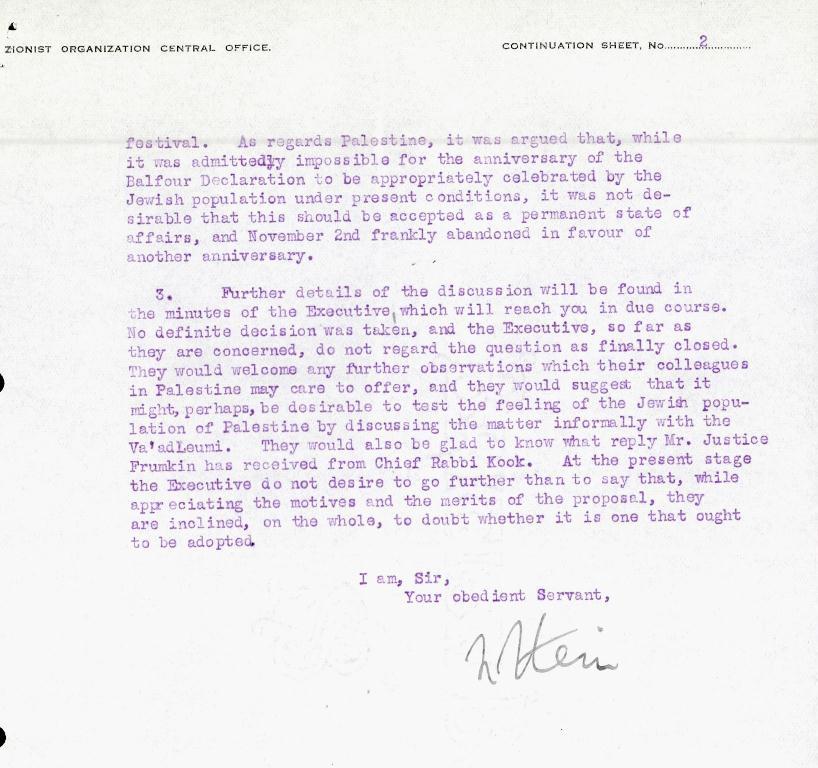 ZIONIST ORGANIZATION CENTRAL OFFICE.
CONTINUATION SHEET, No. 2
festival. As regards Palestine, it was argued that, while
it was admittedly impossible for the anniversary of the
Balfour Declaration to be appropriately celebrated by the
Jewish population under present conditions, it was not de-
sirable that this should be accepted as a permanent state of
affairs, and November 2nd frankly abandoned in favour of
another anniversary.
3. Further details of the discussion will be found in
the minutes of the Executive, which will reach you in due course.
No definite decision was taken, and the Executive, so far as
they are concerned, do not regard the question as finally closed.
They would welcome any further observations which their colleagues
in Palestine may care to offer, and they would suggest that it
might, perhaps, be desirable to test the feeling of the Jewish popu-
lation of Palestine by discussing the matter informally with the
Va'adLeumi. They would also be glad to know what reply Mr. Justice
Frumkin has received from Chief Rabbi Kook. At the present stage
the Executive do not desire to go further than to say that, while
appreciating the motives and the merits of the proposal, they
are inclined, on the whole, to doubt whether it is one that ought
to be adopted.
I am, Sir,
Your obedient Servant,